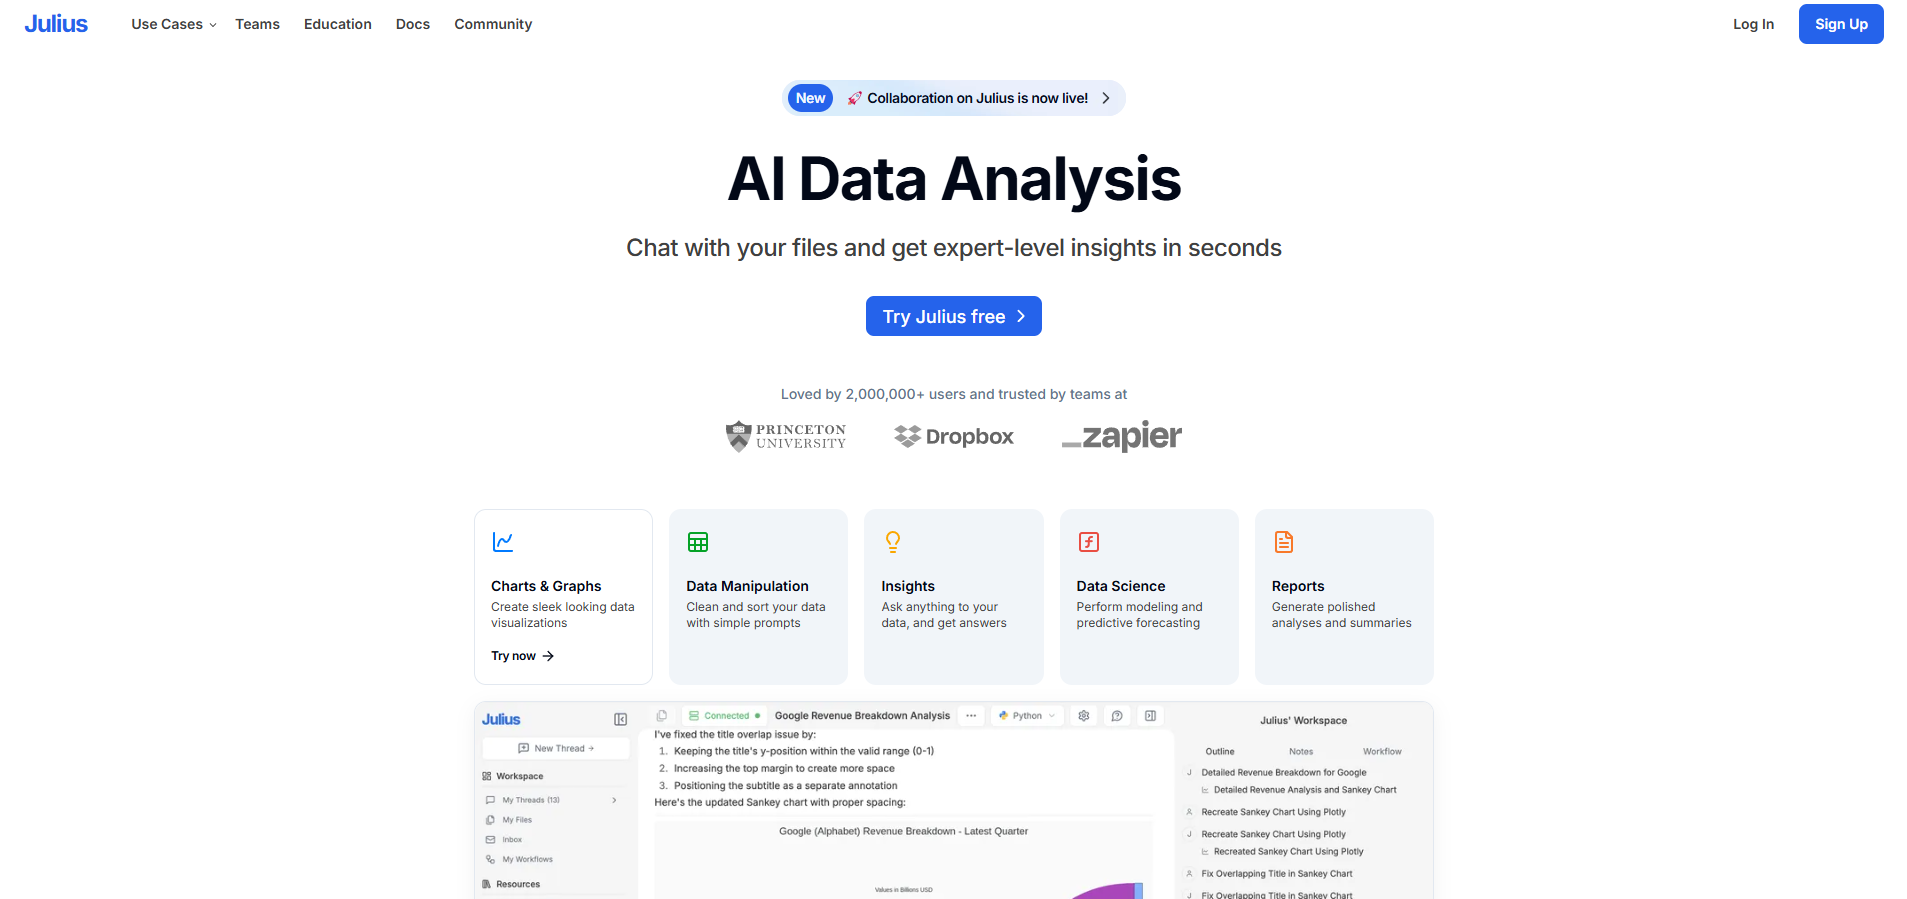 Julius
Use Cases
Teams
Education
Docs
Community
Log In
Sign Up
New
🚀 Collaboration on Julius is now live!
AI Data Analysis
Chat with your files and get expert-level insights in seconds
Try Julius free
Loved by 2,000,000+ users and trusted by teams at
PRINCETON
UNIVERSITY
Dropbox
_zapier
Charts & Graphs
Create sleek looking data
visualizations
Try now →
Data Manipulation
Clean and sort your data
with simple prompts
Insights
Ask anything to your
data, and get answers
Data Science
Perform modeling and
predictive forecasting
Reports
Generate polished
analyses and summaries
Julius
New Thread →
Workspace
My Threads (13)
My Files
Inbox
My Workflows
Resources
Connected
Google Revenue Breakdown Analysis
Python
I've fixed the title overlap issue by:
1. Keeping the title's y-position within the valid range (0-1)
2. Increasing the top margin to create more space
3. Positioning the subtitle as a separate annotation
Here's the updated Sankey chart with proper spacing:
Google (Alphabet) Revenue Breakdown - Latest Quarter
Values in Billions USD
Julius' Workspace
Outline
Notes
Workflow
J Detailed Revenue Breakdown for Google
Detailed Revenue Analysis and Sankey Chart
Recreate Sankey Chart Using Plotly
J Recreate Sankey Chart Using Plotly
Recreated Sankey Chart Using Plotly
Fix Overlapping Title in Sankey Chart
J Fix Overlapping Title in Sankey Chart